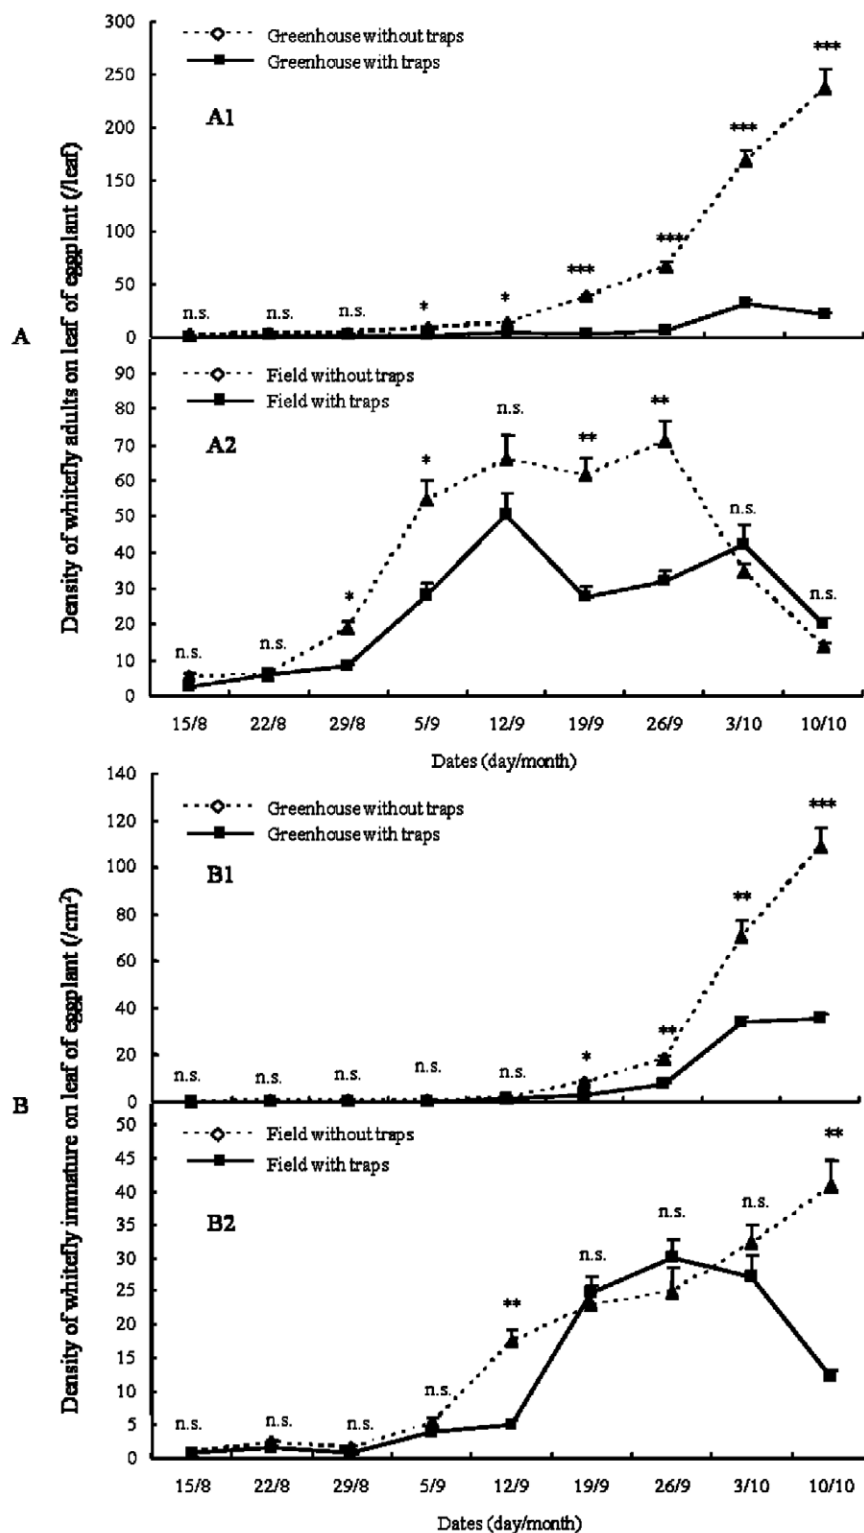 A
Density of whitefly adults on leaf of eggplant (/leaf)
300
250
200
150
100
50
0
Greenhouse without traps
Greenhouse with traps
A1
n.s. n.s. n.s. * * *** *** *** ***
90
80
70
60
50
40
30
20
10
0
Field without traps
Field with traps
A2
n.s. n.s. * * n.s. ** ** n.s. n.s.
15/8 22/8 29/8 5/9 12/9 19/9 26/9 3/10 10/10
Dates (day/month)
B
Density of whitefly immature on leaf of eggplant (/cm²)
140
120
100
80
60
40
20
0
Greenhouse without traps
Greenhouse with traps
B1
n.s. n.s. n.s. n.s. n.s. * ** ** ***
50
45
40
35
30
25
20
15
10
5
0
Field without traps
Field with traps
B2
n.s. n.s. n.s. n.s. ** n.s. n.s. n.s. **
15/8 22/8 29/8 5/9 12/9 19/9 26/9 3/10 10/10
Dates (day/month)